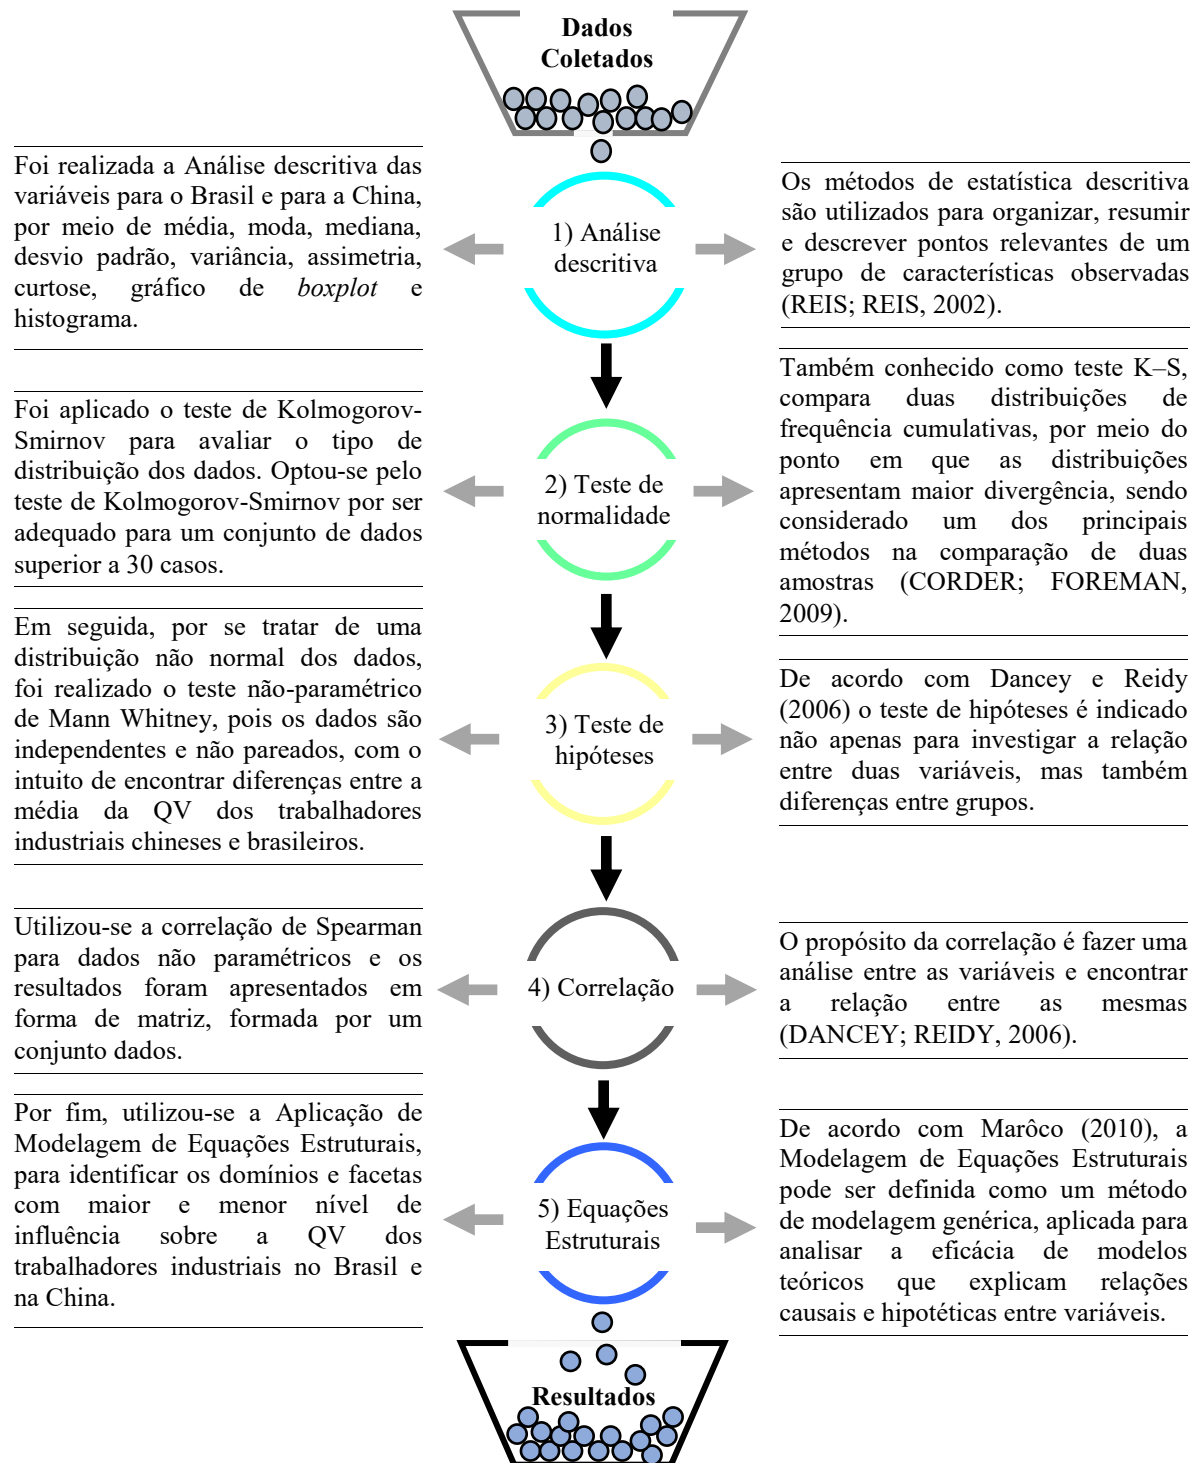 Dados
Coletados
Foi realizada a Análise descritiva das
variáveis para o Brasil e para a China,
por meio de média, moda, mediana,
desvio padrão, variância, assimetria,
curtose, gráfico de boxplot e
histograma.
1) Análise
descritiva
Os métodos de estatística descritiva
são utilizados para organizar, resumir
e descrever pontos relevantes de um
grupo de características observadas
(REIS; REIS, 2002).
Foi aplicado o teste de Kolmogorov-
Smirnov para avaliar o tipo de
distribuição dos dados. Optou-se pelo
teste de Kolmogorov-Smirnov por ser
adequado para um conjunto de dados
superior a 30 casos.
2) Teste de
normalidade
Também conhecido como teste K–S,
compara duas distribuições de
frequência cumulativas, por meio do
ponto em que as distribuições
apresentam maior divergência, sendo
considerado um dos principais
métodos na comparação de duas
amostras (CORDER; FOREMAN,
2009).
Em seguida, por se tratar de uma
distribuição não normal dos dados,
foi realizado o teste não-paramétrico
de Mann Whitney, pois os dados são
independentes e não pareados, com o
intuito de encontrar diferenças entre a
média da QV dos trabalhadores
industriais chineses e brasileiros.
3) Teste de
hipóteses
De acordo com Dancey e Reidy
(2006) o teste de hipóteses é indicado
não apenas para investigar a relação
entre duas variáveis, mas também
diferenças entre grupos.
Utilizou-se a correlação de Spearman
para dados não paramétricos e os
resultados foram apresentados em
forma de matriz, formada por um
conjunto dados.
4) Correlação
O propósito da correlação é fazer uma
análise entre as variáveis e encontrar
a relação entre as mesmas
(DANCEY; REIDY, 2006).
Por fim, utilizou-se a Aplicação de
Modelagem de Equações Estruturais,
para identificar os domínios e facetas
com maior e menor nível de
influência sobre a QV dos
trabalhadores industriais no Brasil e
na China.
5) Equações
Estruturais
De acordo com Marôco (2010), a
Modelagem de Equações Estruturais
pode ser definida como um método
de modelagem genérica, aplicada para
analisar a eficácia de modelos
teóricos que explicam relações
causais e hipotéticas entre variáveis.
Resultados